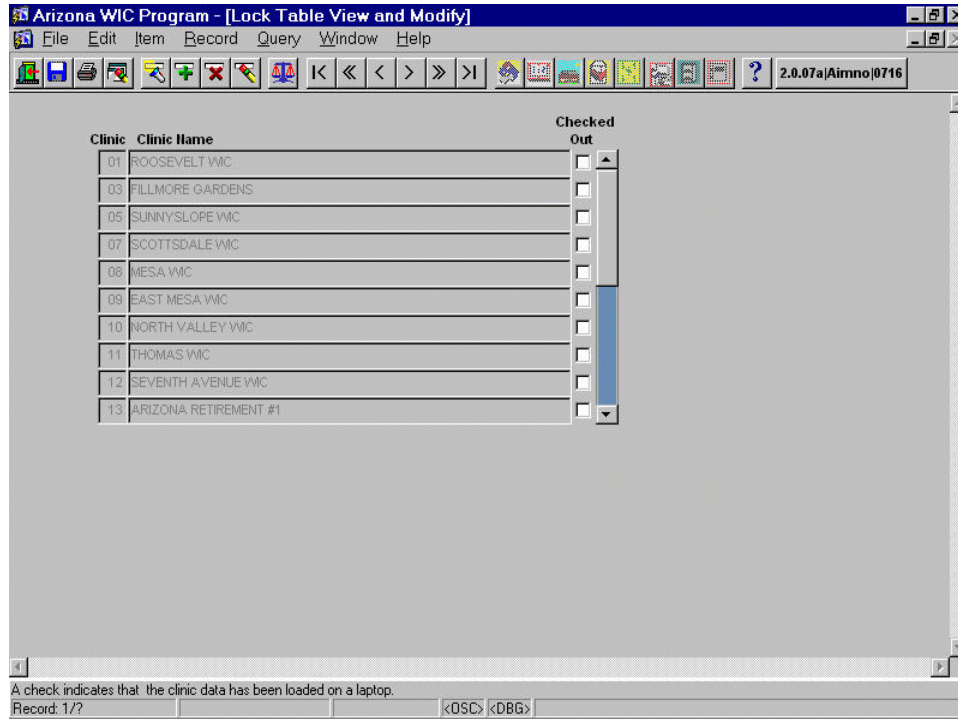 Arizona WIC Program - [Lock Table View and Modify]
File Edit Item Record Query Window Help
? 2.0.07a|Aimno|0716
Checked
Clinic Clinic Name Out
01 ROOSEVELT WIC
03 FILLMORE GARDENS
05 SUNNYSLOPE WIC
07 SCOTTSDALE WIC
08 MESA WIC
09 EAST MESA WIC
10 NORTH VALLEY WIC
11 THOMAS WIC
12 SEVENTH AVENUE WIC
13 ARIZONA RETIREMENT #1
A check indicates that the clinic data has been loaded on a laptop.
Record: 1/? <OSC> <DBG>